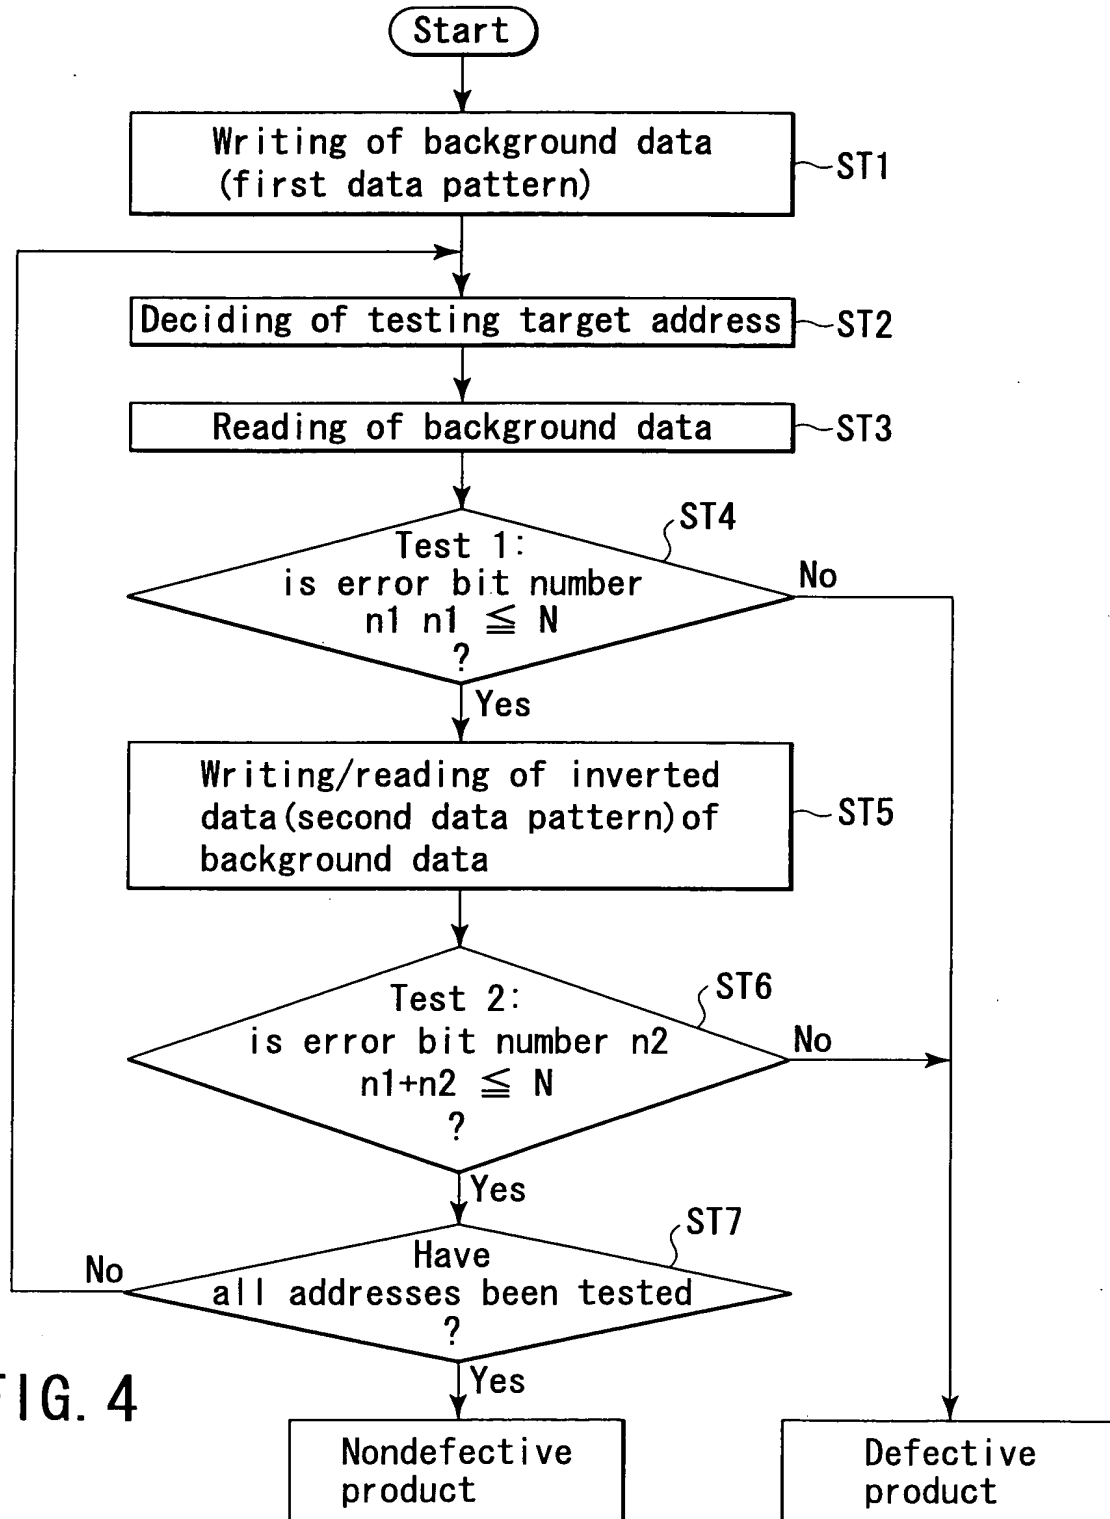 Start
Writing of background data
(first data pattern)
ST1
Deciding of testing target address
ST2
Reading of background data
ST3
ST4
Test 1:
is error bit number
n1 n1 ≦ N
?
No
Yes
Writing/reading of inverted
data(second data pattern)of
background data
ST5
ST6
Test 2:
is error bit number n2
n1+n2 ≦ N
?
No
Yes
ST7
Have
all addresses been tested
?
No
Yes
FIG. 4
Nondefective
product
Defective
product